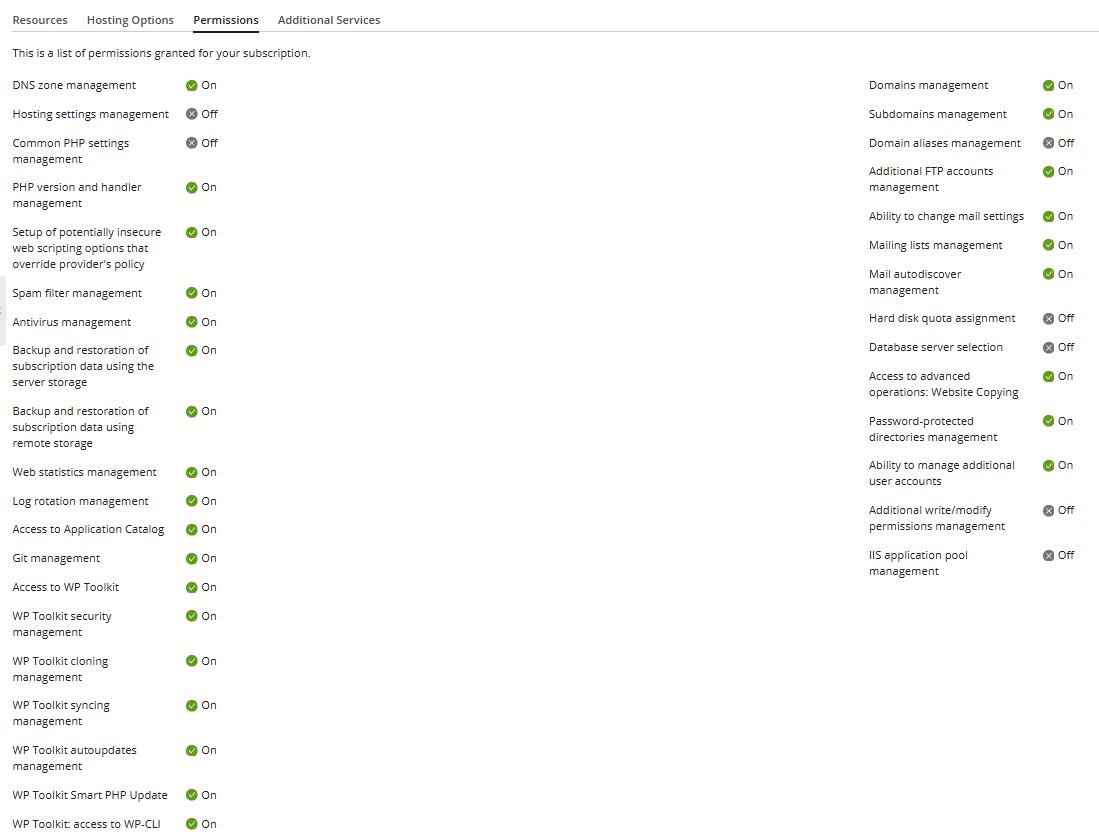 Resources Hosting Options Permissions Additional Services
This is a list of permissions granted for your subscription.
DNS zone management On
Hosting settings management Off
Common PHP settings
management Off
PHP version and handler
management On
Setup of potentially insecure
web scripting options that
override provider's policy On
Spam filter management On
Antivirus management On
Backup and restoration of
subscription data using the
server storage On
Backup and restoration of
subscription data using
remote storage On
Web statistics management On
Log rotation management On
Access to Application Catalog On
Git management On
Access to WP Toolkit On
WP Toolkit security
management On
WP Toolkit cloning
management On
WP Toolkit syncing
management On
WP Toolkit autoupdates
management On
WP Toolkit Smart PHP Update On
WP Toolkit: access to WP-CLI On
Domains management On
Subdomains management On
Domain aliases management Off
Additional FTP accounts
management On
Ability to change mail settings On
Mailing lists management On
Mail autodiscover
management On
Hard disk quota assignment Off
Database server selection Off
Access to advanced
operations: Website Copying On
Password-protected
directories management On
Ability to manage additional
user accounts On
Additional write/modify
permissions management Off
IIS application pool
management Off